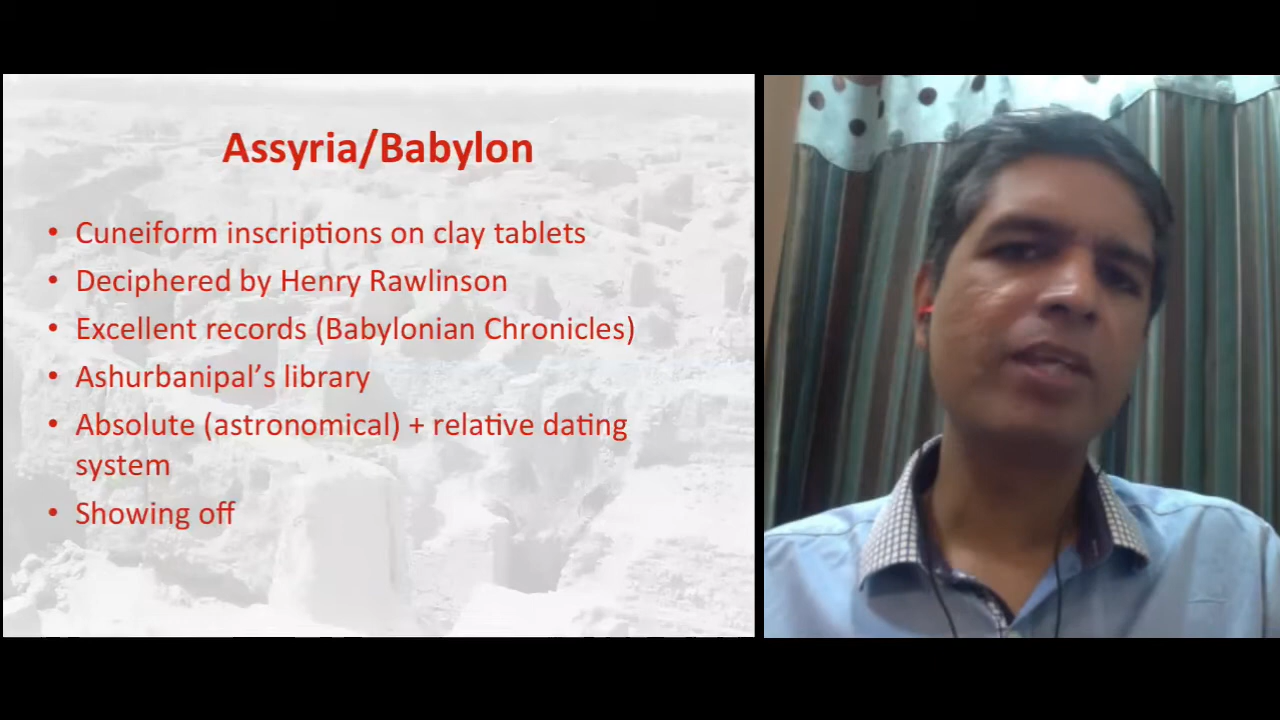 Assyria/Babylon
• Cuneiform inscriptions on clay tablets
• Deciphered by Henry Rawlinson
• Excellent records (Babylonian Chronicles)
• Ashurbanipal’s library
• Absolute (astronomical) + relative dating
system
• Showing off